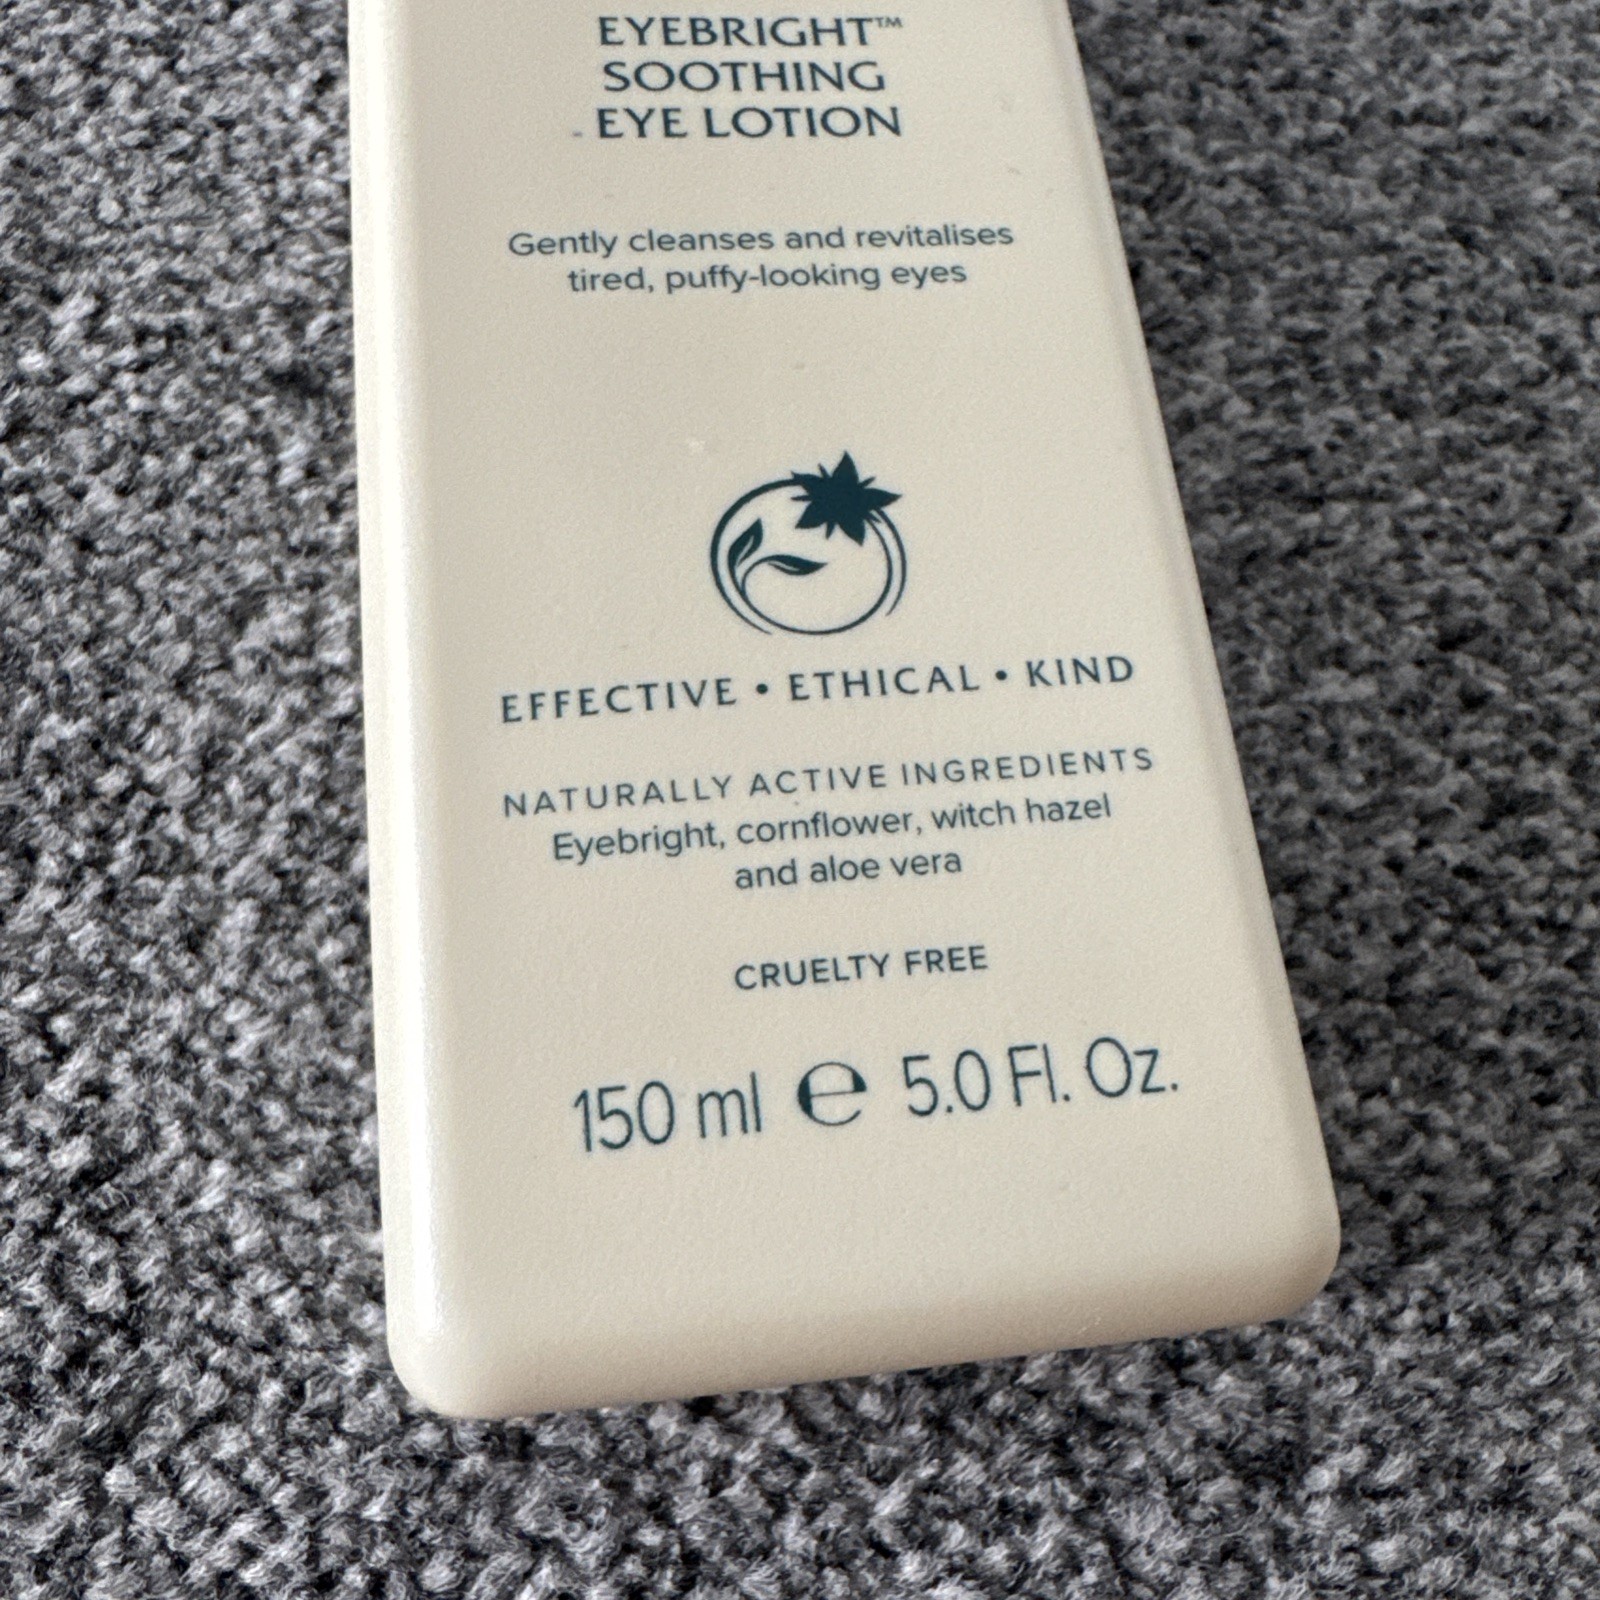 EYEBRIGHT™
SOOTHING
EYE LOTION
Gently cleanses and revitalises
tired, puffy-looking eyes
EFFECTIVE • ETHICAL • KIND
NATURALLY ACTIVE INGREDIENTS
Eyebright, cornflower, witch hazel
and aloe vera
CRUELTY FREE
150 ml ℮ 5.0 Fl. Oz.